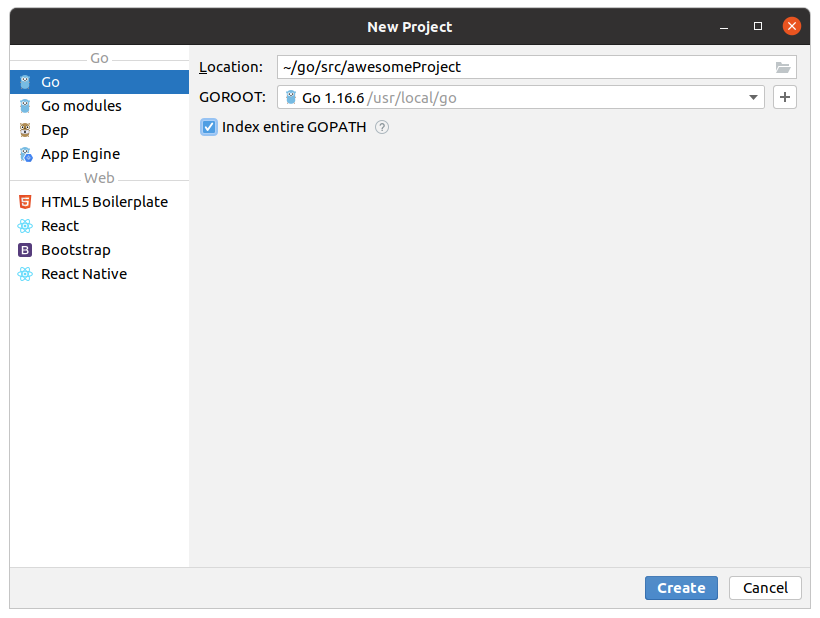 New Project
Go
Go
Go modules
Dep
App Engine
Web
HTML5 Boilerplate
React
Bootstrap
React Native
Location: ~/go/src/awesomeProject
GOROOT: Go 1.16.6 /usr/local/go
Index entire GOPATH ?
Create Cancel